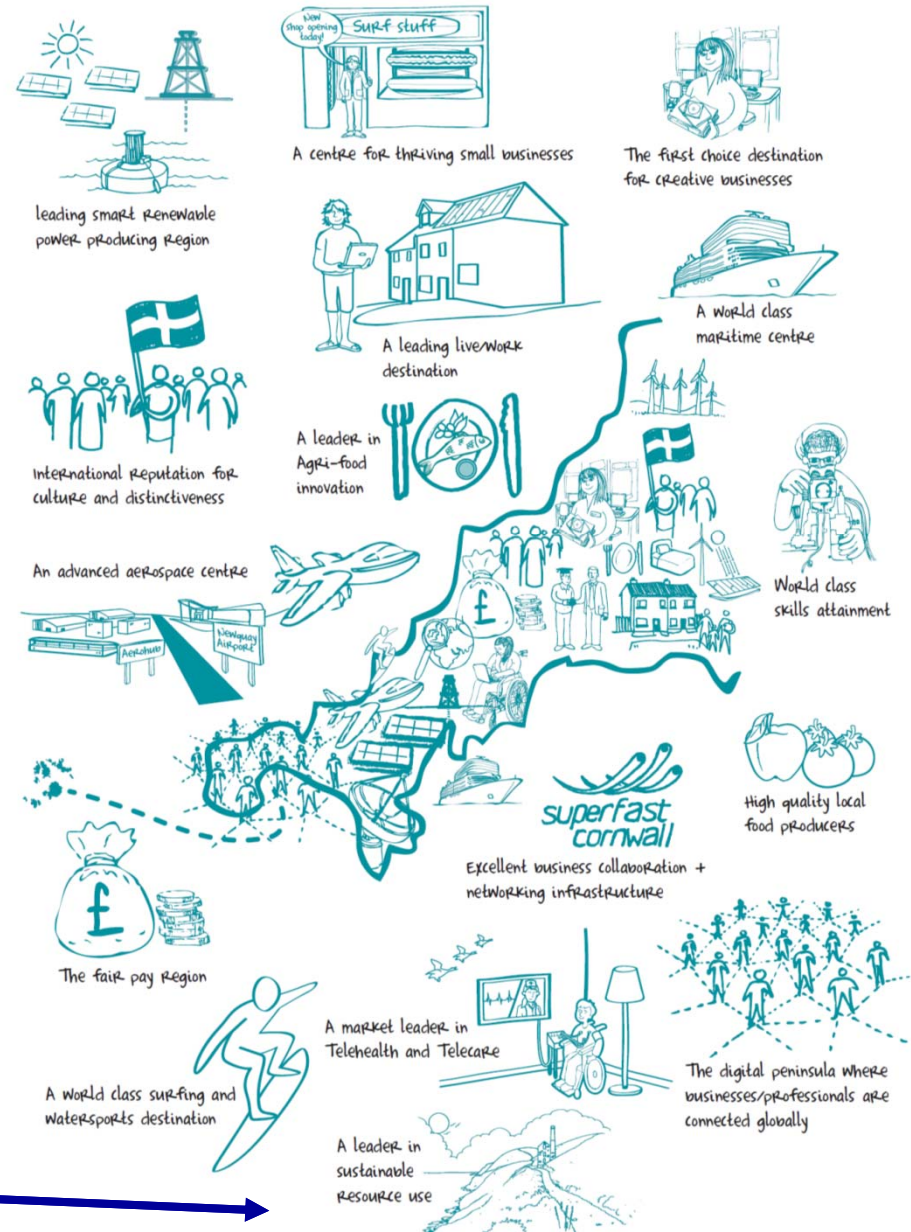 New
shop opening
today!
Surf stuff
A centre for thriving small businesses
The first choice destination
for creative businesses
leading smart renewable
power producing region
A leading live/work
destination
A world class
maritime centre
International reputation for
culture and distinctiveness
A leader in
Agri-food
innovation
World class
skills attainment
An advanced aerospace centre
Aerohub
Newquay
Airport
£
£
superfast
cornwall
Excellent business collaboration +
networking infrastructure
High quality local
food producers
The fair pay region
A market leader in
Telehealth and Telecare
The digital peninsula where
businesses/professionals are
connected globally
A world class surfing and
watersports destination
A leader in
sustainable
resource use